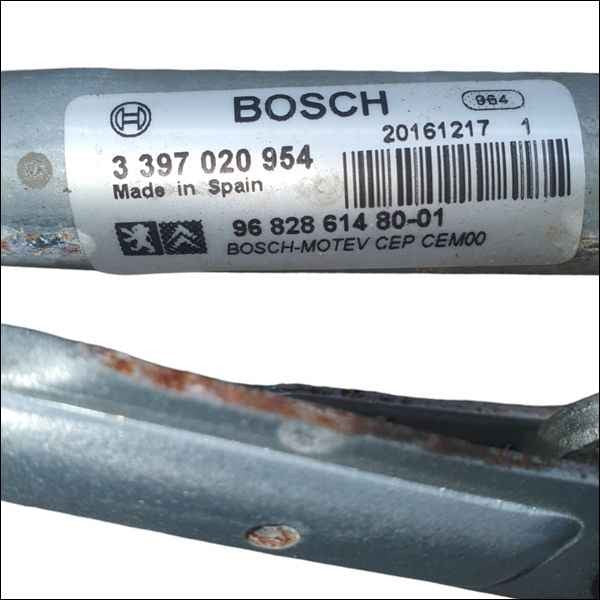 BOSCH 964
20161217 1
3 397 020 954
Made in Spain
96 828 614 80-01
BOSCH-MOTEV CEP CEM00